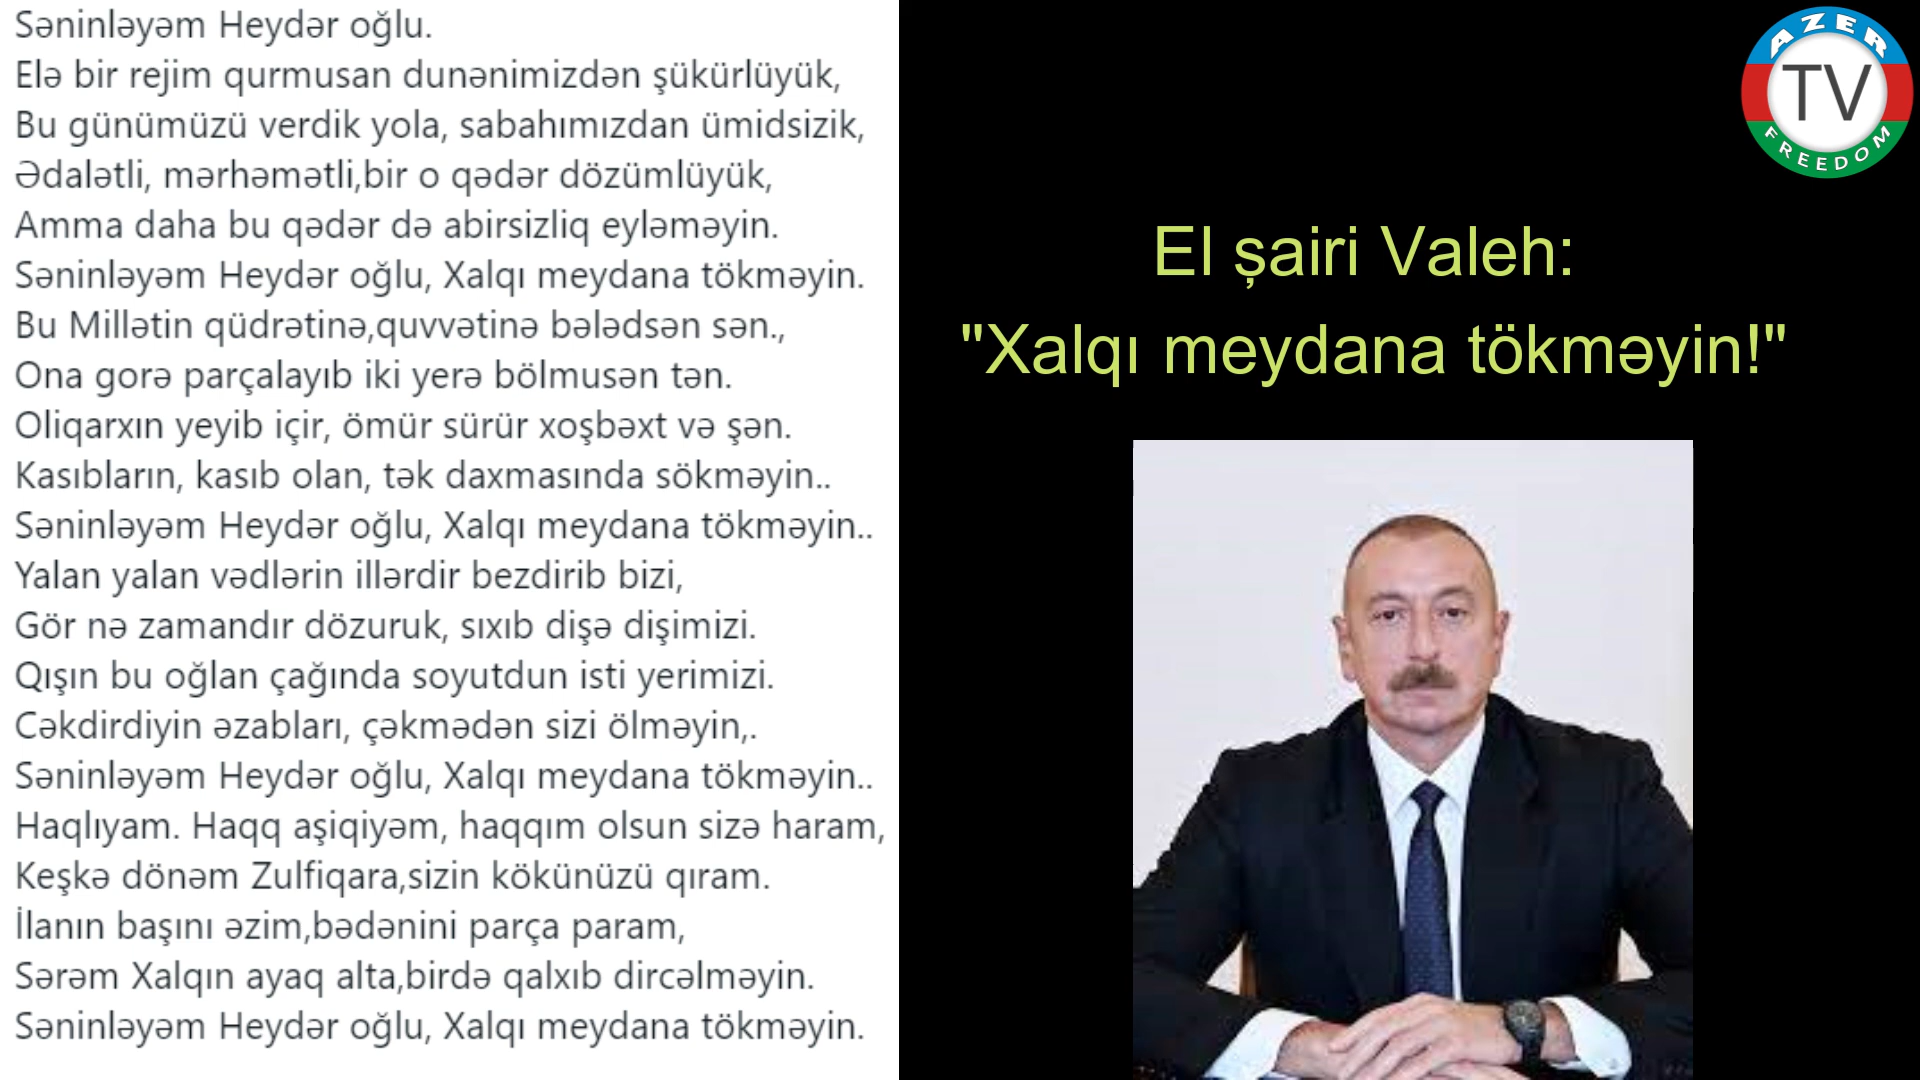 Səninləyəm Heydər oğlu.
Elə bir rejim qurmusan dunənimizdən şükürlüyük,
Bu günümüzü verdik yola, sabahımızdan ümidsizik,
Ədalətli, mərhəmətli,bir o qədər dözümlüyük,
Amma daha bu qədər də abirsizliq eyləməyin.
Səninləyəm Heydər oğlu, Xalqı meydana tökməyin.
Bu Millətin qüdrətinə,quvvətinə bələdsən sən.,
Ona gorə parçalayıb iki yerə bölmusən tən.
Oliqarxın yeyib içir, ömür sürür xoşbəxt və şən.
Kasıbların, kasıb olan, tək daxmasında sökməyin..
Səninləyəm Heydər oğlu, Xalqı meydana tökməyin..
Yalan yalan vədlərin illərdir bezdirib bizi,
Gör nə zamandır dözuruk, sıxıb dişə dişimizi.
Qışın bu oğlan çağında soyutdun isti yerimizi.
Cəkdirdiyin əzabları, çəkmədən sizi ölməyin,.
Səninləyəm Heydər oğlu, Xalqı meydana tökməyin..
Haqlıyam. Haqq aşiqiyəm, haqqım olsun sizə haram,
Keşkə dönəm Zulfiqara,sizin kökünüzü qıram.
İlanın başını əzim,bədənini parça param,
Sərəm Xalqın ayaq alta,birdə qalxıb dircəlməyin.
Səninləyəm Heydər oğlu, Xalqı meydana tökməyin.
AZER
TV
FREEDOM
El șairi Valeh:
"Xalqı meydana tökməyin!"